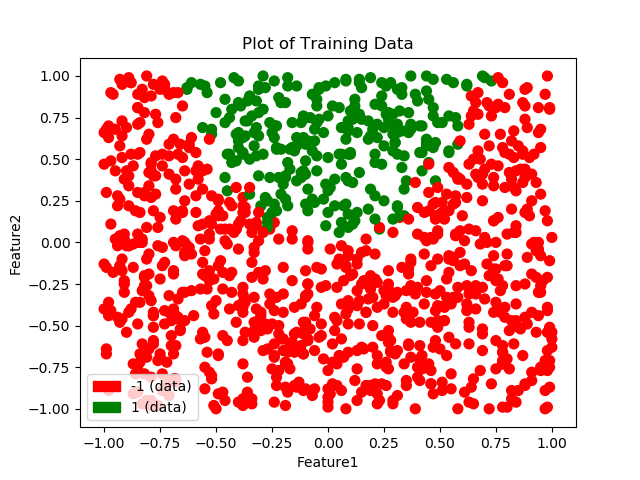 Plot of Training Data
1.00
0.75
0.50
0.25
0.00
−0.25
−0.50
−0.75
−1.00
Feature2
-1 (data)
1 (data)
−1.00 −0.75 −0.50 −0.25 0.00 0.25 0.50 0.75 1.00
Feature1